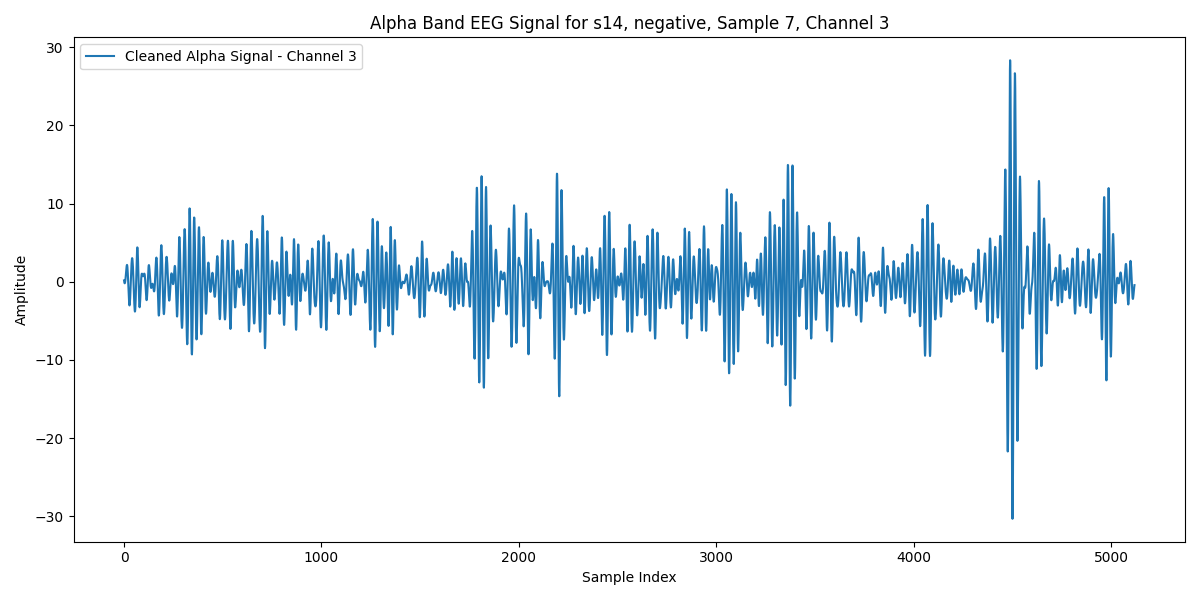 Alpha Band EEG Signal for s14, negative, Sample 7, Channel 3
Cleaned Alpha Signal - Channel 3
30
20
10
0
−10
−20
−30
Amplitude
0 1000 2000 3000 4000 5000
Sample Index